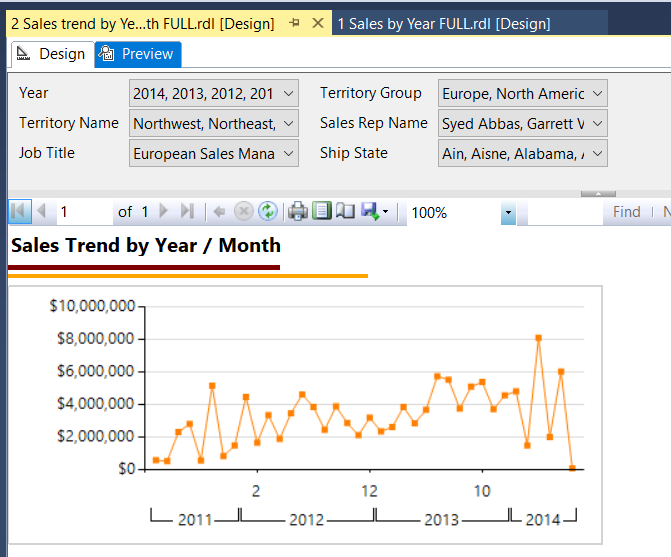 2 Sales trend by Ye...th FULL.rdl [Design] 1 Sales by Year FULL.rdl [Design]
Design Preview
Year 2014, 2013, 2012, 201 Territory Group Europe, North Americ
Territory Name Northwest, Northeast, Sales Rep Name Syed Abbas, Garrett V
Job Title European Sales Mana Ship State Ain, Aisne, Alabama, A
1 of 1 100% Find | N
Sales Trend by Year / Month
$10,000,000
$8,000,000
$6,000,000
$4,000,000
$2,000,000
$0
2 12 10
2011 2012 2013 2014